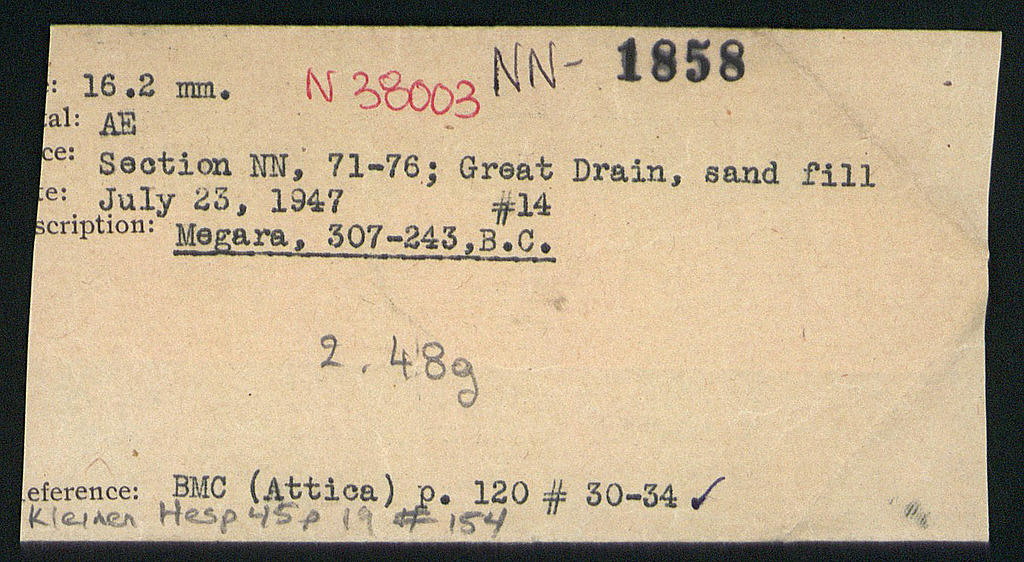 NN- 1858
: 16.2 mm. N 38003
al: AE
ce: Section NN, 71-76; Great Drain, sand fill
te: July 23, 1947 #14
scription: Megara, 307-243,B.C.
2.48g
eference: BMC (Attica) p. 120 # 30-34 ✓
Kleiner Hesp 45 p 19 # 154